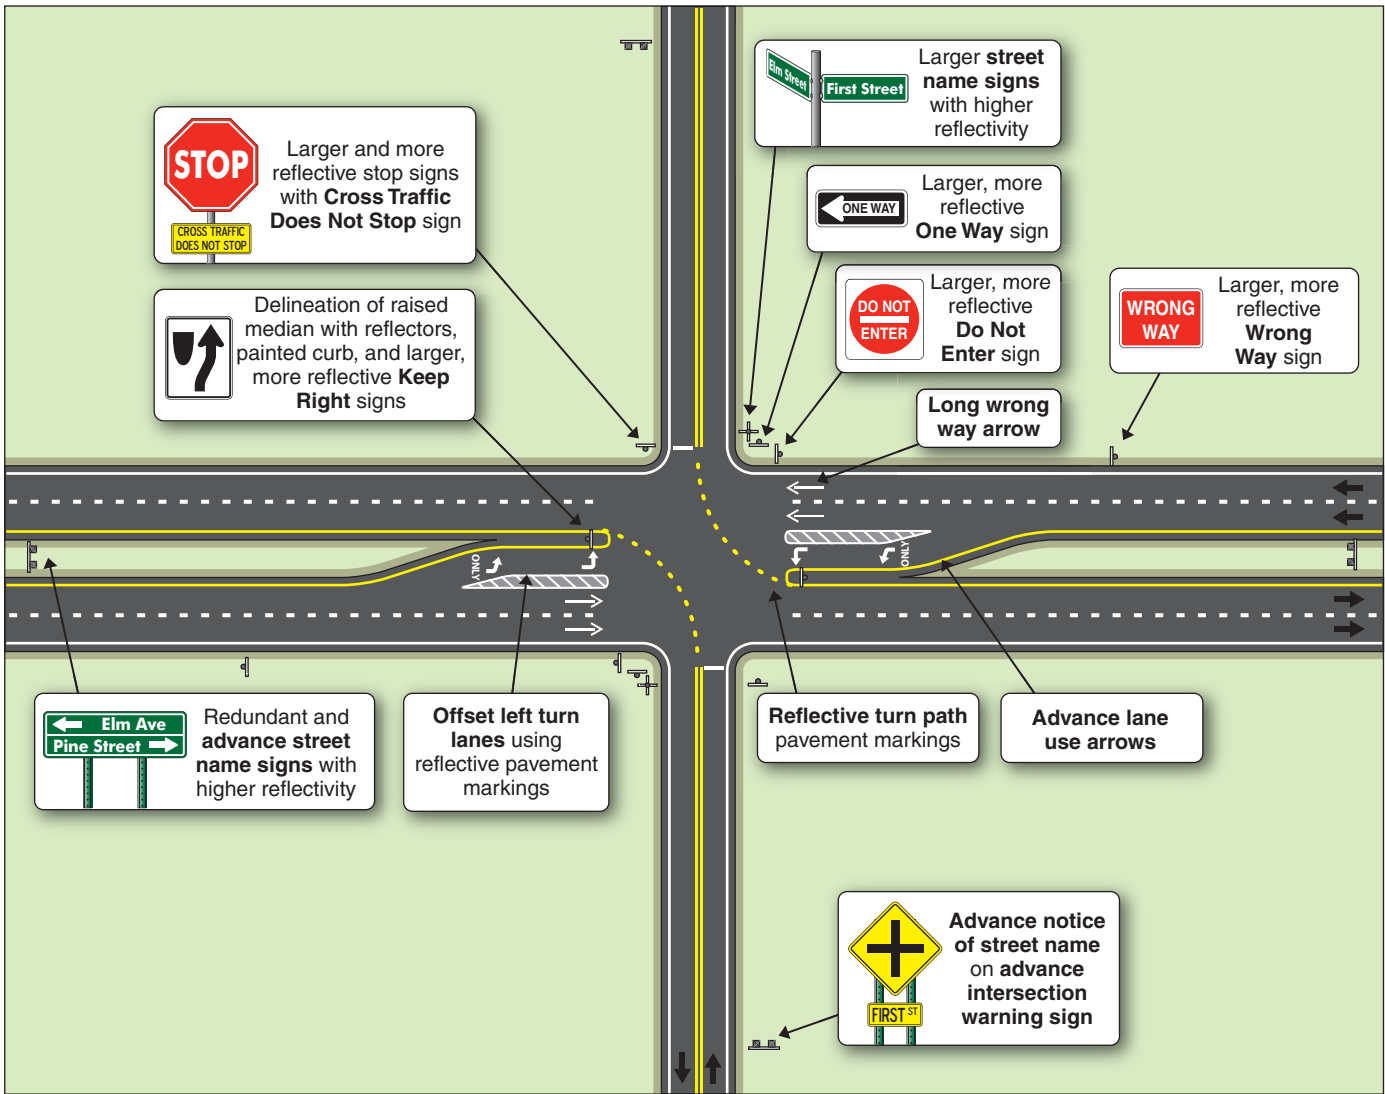 Elm Street
First Street
Larger street
name signs
with higher
reflectivity
STOP
CROSS TRAFFIC
DOES NOT STOP
Larger and more
reflective stop signs
with Cross Traffic
Does Not Stop sign
ONE WAY
Larger, more
reflective
One Way sign
DO NOT
ENTER
Larger, more
reflective
Do Not
Enter sign
WRONG
WAY
Larger, more
reflective
Wrong
Way sign
Delineation of raised
median with reflectors,
painted curb, and larger,
more reflective Keep
Right signs
Long wrong
way arrow
ONLY
ONLY
Elm Ave
Pine Street
Redundant and
advance street
name signs with
higher reflectivity
Offset left turn
lanes using
reflective pavement
markings
Reflective turn path
pavement markings
Advance lane
use arrows
FIRST ST
Advance notice
of street name
on advance
intersection
warning sign